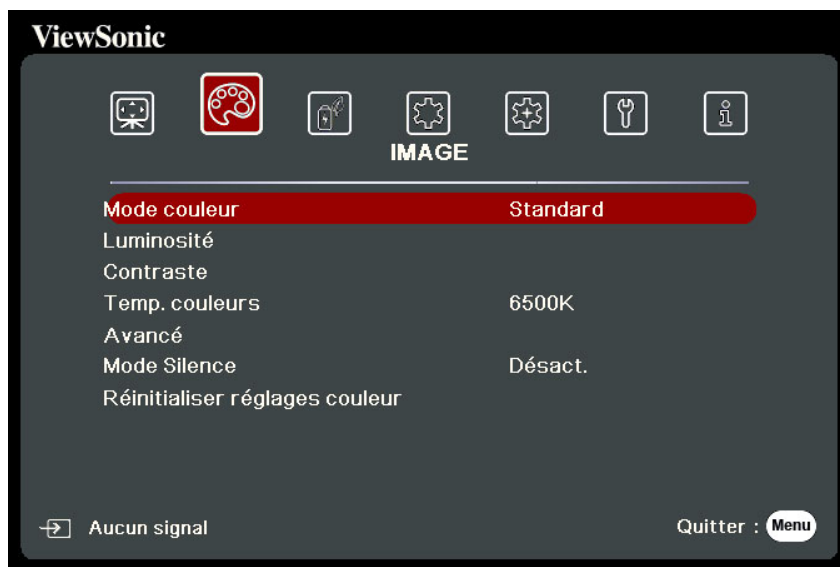 ViewSonic
IMAGE
Mode couleur Standard
Luminosité
Contraste
Temp. couleurs 6500K
Avancé
Mode Silence Désact.
Réinitialiser réglages couleur
Aucun signal Quitter : Menu